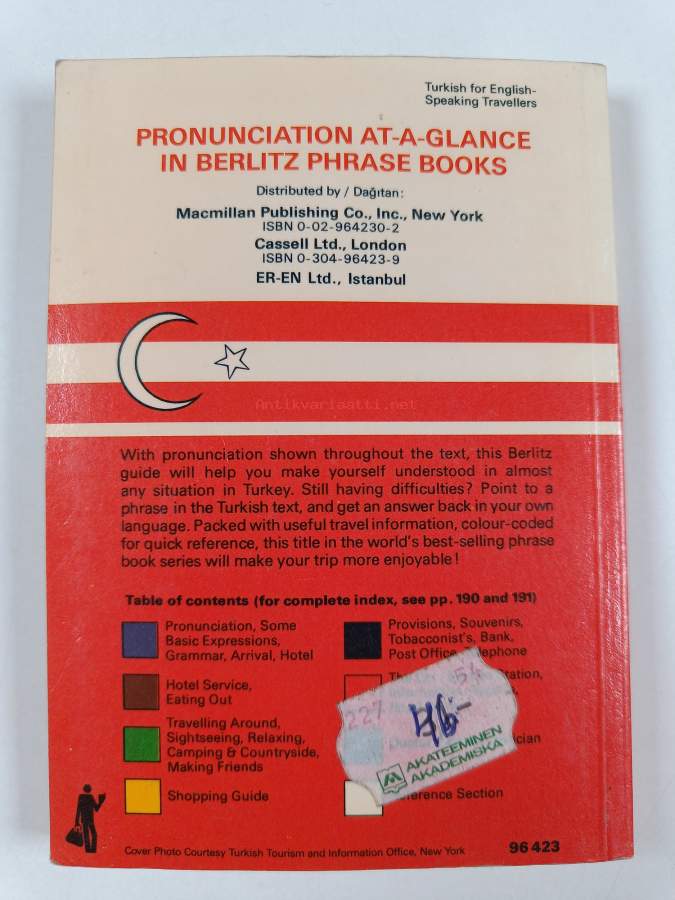 Turkish for English-
Speaking Travellers
PRONUNCIATION AT-A-GLANCE
IN BERLITZ PHRASE BOOKS
Distributed by / Dağıtan:
Macmillan Publishing Co., Inc., New York
ISBN 0-02-964230-2
Cassell Ltd., London
ISBN 0-304-96423-9
ER-EN Ltd., Istanbul
Antikvariaatti.net
With pronunciation shown throughout the text, this Berlitz
guide will help you make yourself understood in almost
any situation in Turkey. Still having difficulties? Point to a
phrase in the Turkish text, and get an answer back in your own
language. Packed with useful travel information, colour-coded
for quick reference, this title in the world's best-selling phrase
book series will make your trip more enjoyable!
Table of contents (for complete index, see pp. 190 and 191)
Pronunciation, Some
Basic Expressions,
Grammar, Arrival, Hotel
Hotel Service,
Eating Out
Travelling Around,
Sightseeing, Relaxing,
Camping & Countryside,
Making Friends
Shopping Guide
Provisions, Souvenirs,
Tobacconist's, Bank,
Post Office,
227
46:-
AKATEEMINEN
AKADEMISKA
Section
Cover Photo Courtesy Turkish Tourism and Information Office, New York
96 423